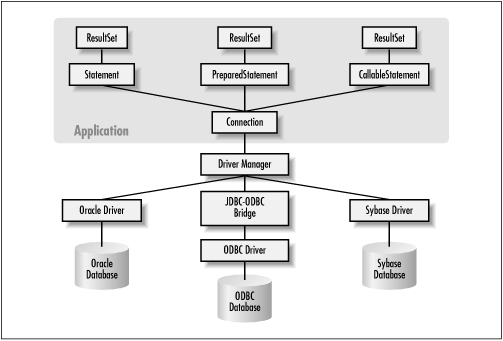 ResultSet
ResultSet
ResultSet
Statement
PreparedStatement
CallableStatement
Connection
Application
Driver Manager
Oracle Driver
JDBC-ODBC
Bridge
Sybase Driver
ODBC Driver
Oracle
Database
Sybase
Database
ODBC
Database